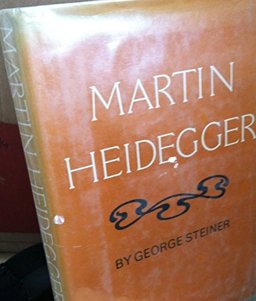 MARTIN HEIDEGGER
MARTIN
HEIDEGGER
BY GEORGE STEINER